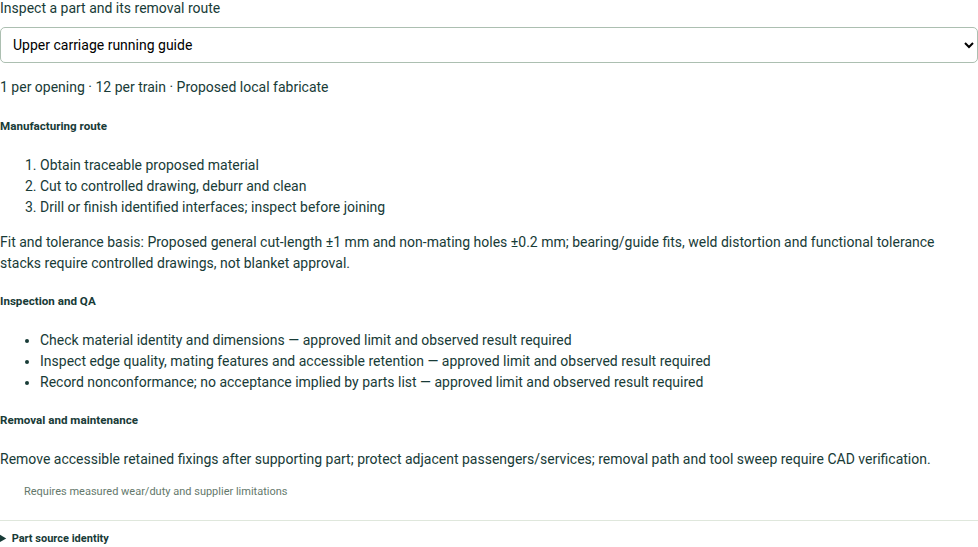 Inspect a part and its removal route
Upper carriage running guide
1 per opening · 12 per train · Proposed local fabricate
Manufacturing route
1. Obtain traceable proposed material
2. Cut to controlled drawing, deburr and clean
3. Drill or finish identified interfaces; inspect before joining
Fit and tolerance basis: Proposed general cut-length ±1 mm and non-mating holes ±0.2 mm; bearing/guide fits, weld distortion and functional tolerance
stacks require controlled drawings, not blanket approval.
Inspection and QA
• Check material identity and dimensions — approved limit and observed result required
• Inspect edge quality, mating features and accessible retention — approved limit and observed result required
• Record nonconformance; no acceptance implied by parts list — approved limit and observed result required
Removal and maintenance
Remove accessible retained fixings after supporting part; protect adjacent passengers/services; removal path and tool sweep require CAD verification.
Requires measured wear/duty and supplier limitations
Part source identity